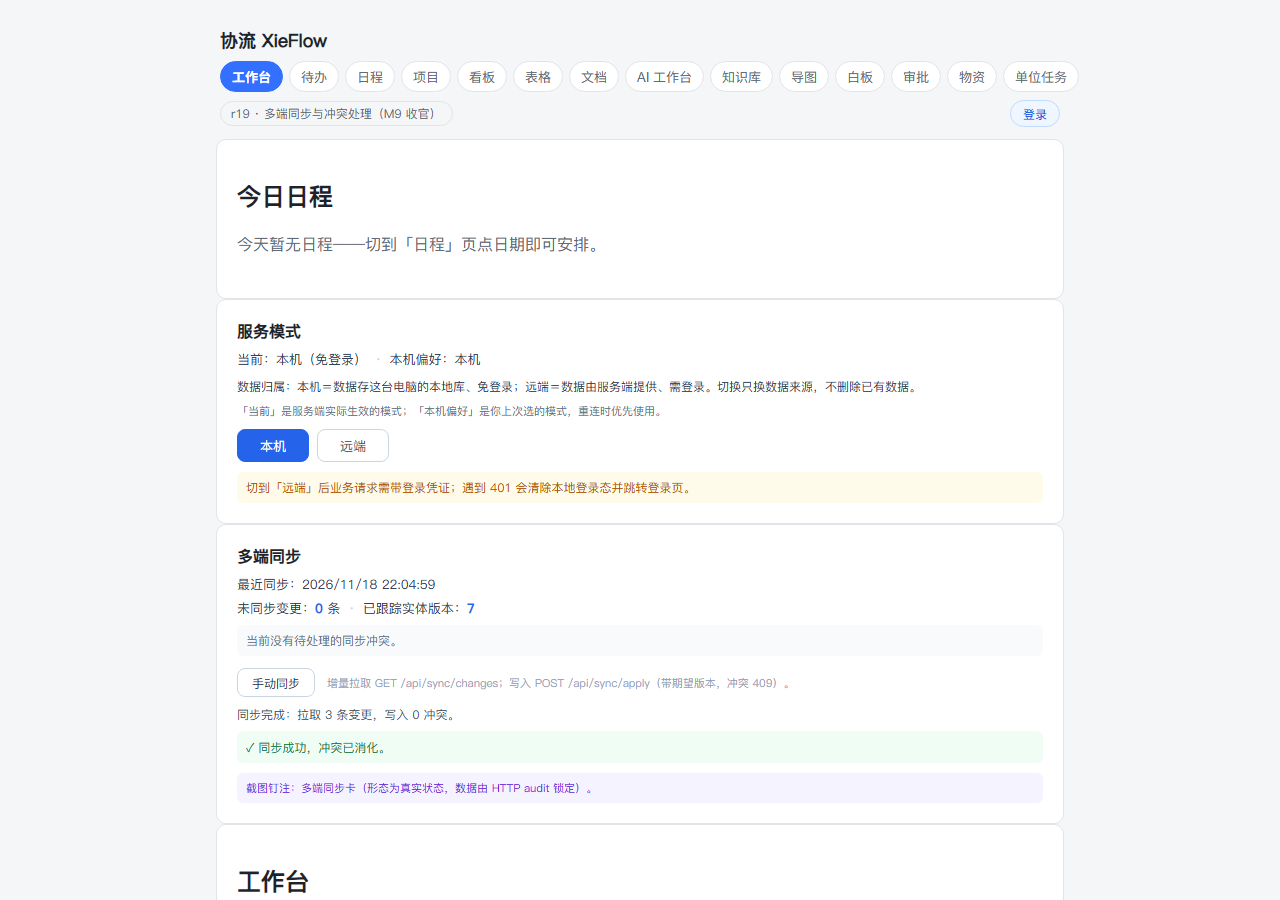 协流 XieFlow
工作台 待办 日程 项目 看板 表格 文档 AI 工作台 知识库 导图 白板 审批 物资 单位任务
r19 · 多端同步与冲突处理（M9 收官） 登录
今日日程
今天暂无日程——切到「日程」页点日期即可安排。
服务模式
当前：本机（免登录） · 本机偏好：本机
数据归属：本机＝数据存这台电脑的本地库、免登录；远端＝数据由服务端提供、需登录。切换只换数据来源，不删除已有数据。
「当前」是服务端实际生效的模式；「本机偏好」是你上次选的模式，重连时优先使用。
本机 远端
切到「远端」后业务请求需带登录凭证；遇到 401 会清除本地登录态并跳转登录页。
多端同步
最近同步：2026/11/18 22:04:59
未同步变更：0 条 · 已跟踪实体版本：7
当前没有待处理的同步冲突。
手动同步 增量拉取 GET /api/sync/changes；写入 POST /api/sync/apply（带期望版本，冲突 409）。
同步完成：拉取 3 条变更，写入 0 冲突。
✓ 同步成功，冲突已消化。
截图钉注：多端同步卡（形态为真实状态，数据由 HTTP audit 锁定）。
工作台